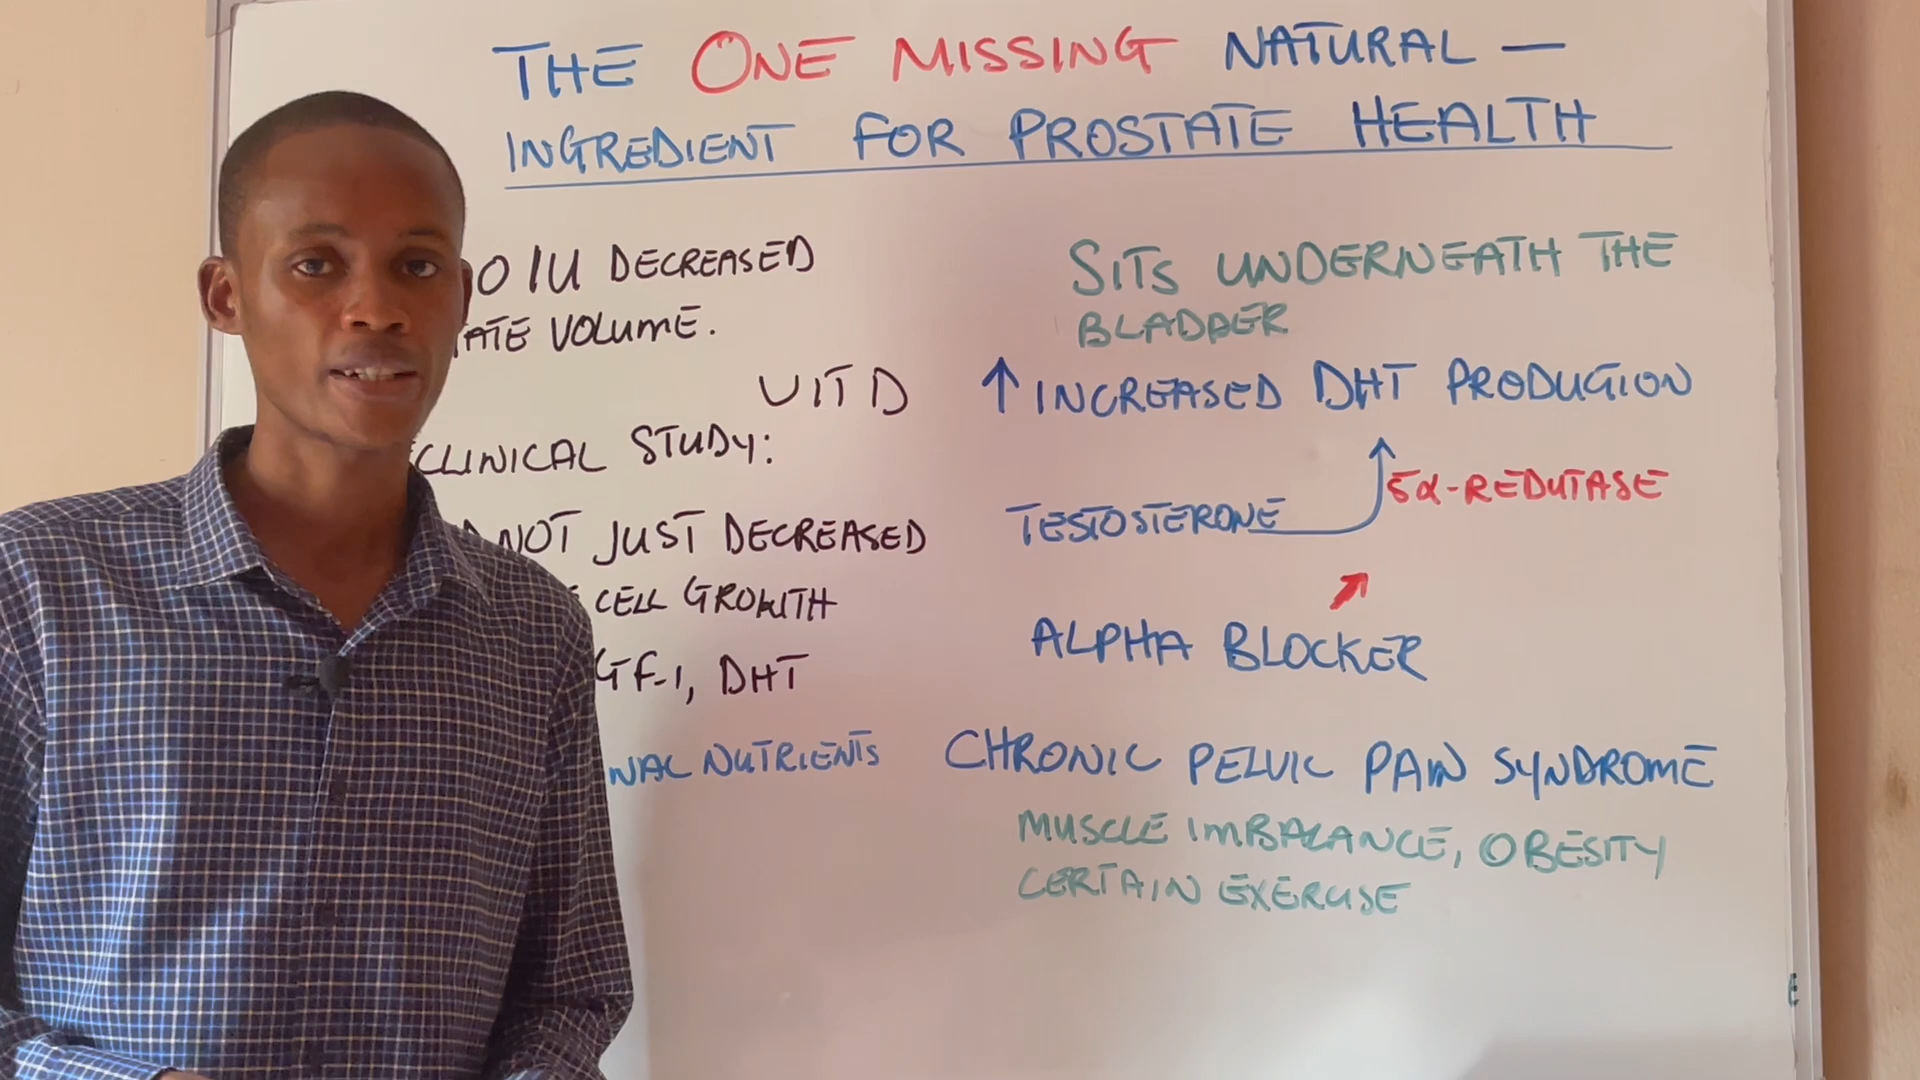 THE ONE MISSING NATURAL —
INGREDIENT FOR PROSTATE HEALTH
0 IU DECREASED
ATE VOLUME.
VIT D
CLINICAL STUDY:
NOT JUST DECREASED
CELL GROWTH
GF-1, DHT
NAL NUTRIENTS
SITS UNDERNEATH THE
BLADDER
↑ INCREASED DHT PRODUCTION
5α-REDUTASE
TESTOSTERONE
ALPHA BLOCKER
CHRONIC PELVIC PAIN SYNDROME
MUSCLE IMBALANCE, OBESITY
CERTAIN EXERCISE